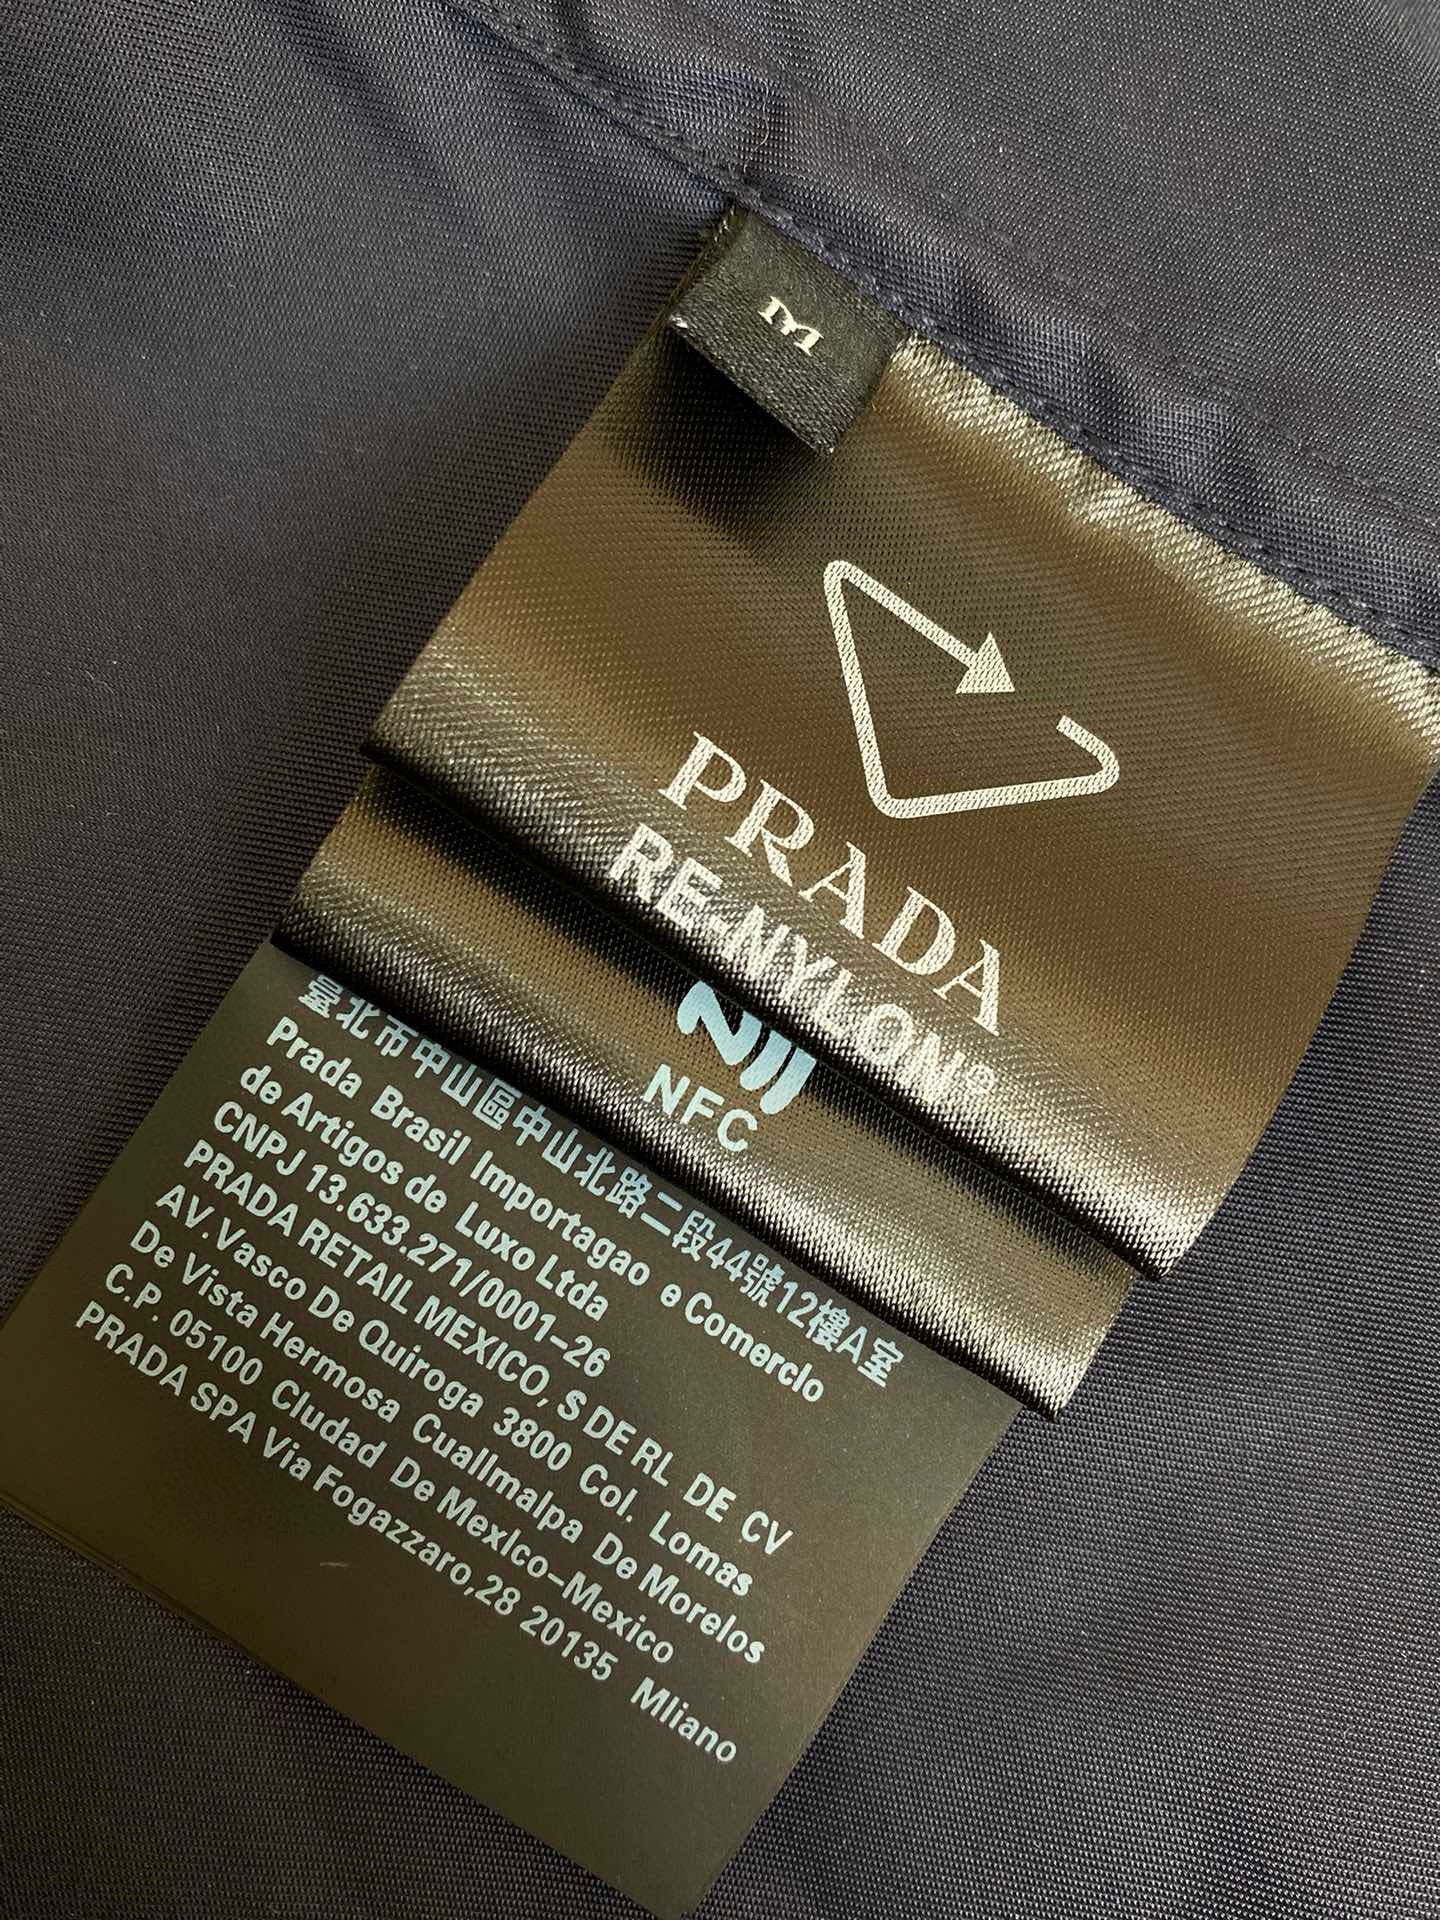 M
PRADA
RE-NYLON®
NFC
臺北市中山區中山北路二段44號12樓A室
Prada Brasil Importagao e Comerclo
de Artigos de Luxo Ltda
CNPJ 13.633.271/0001-26
PRADA RETAIL MEXICO, S DE RL DE CV
AV.Vasco De Quiroga 3800 Col. Lomas
De Vista Hermosa Cuallmalpa De Morelos
C.P. 05100 Cludad De Mexlco-Mexico
PRADA SPA Via Fogazzaro,28 20135 Mliano